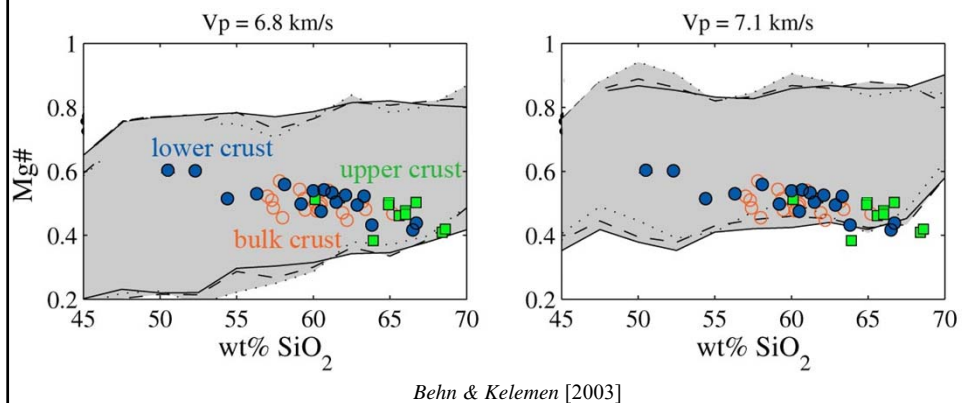 Vp = 6.8 km/s
1
0.8
0.6
0.4
0.2
Mg#
lower crust
upper crust
bulk crust
45 50 55 60 65 70
wt% SiO2
Vp = 7.1 km/s
1
0.8
0.6
0.4
0.2
45 50 55 60 65 70
wt% SiO2
Behn & Kelemen [2003]